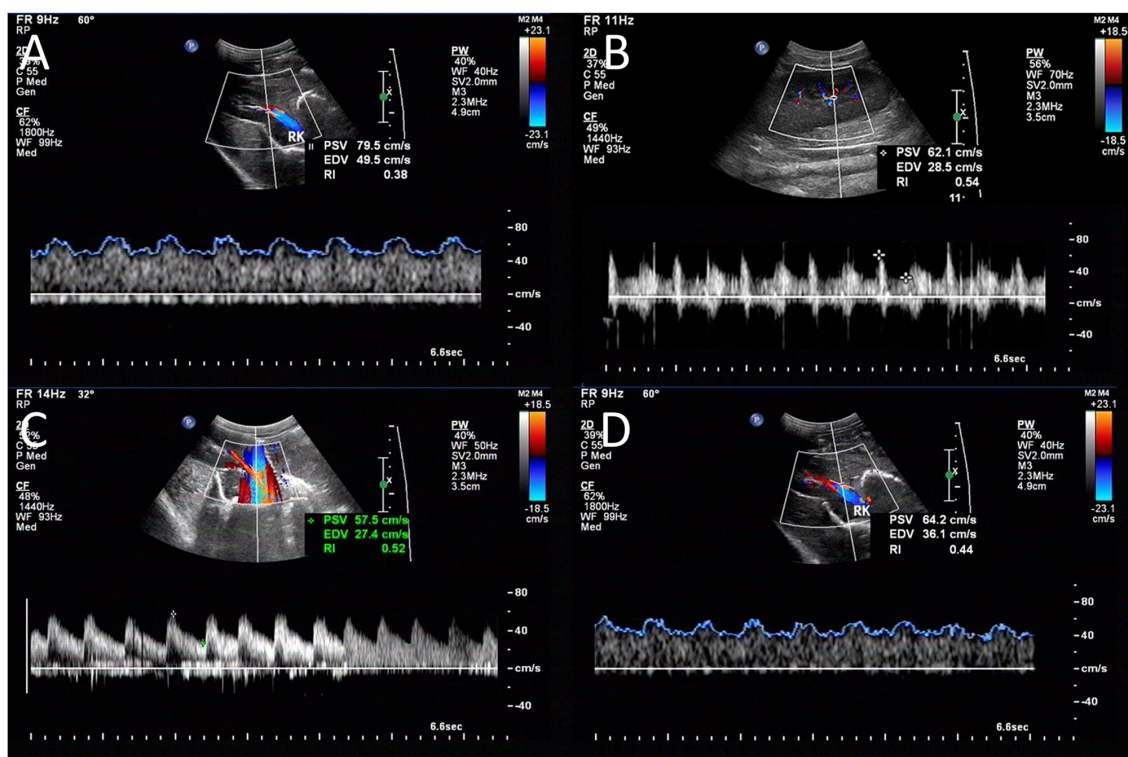 A
FR 9Hz 60°
RP
2D
C 55
P Med
Gen
CF
62%
1800Hz
WF 99Hz
Med
P
M2 M4
+23.1
-23.1
cm/s
PW
40%
WF 40Hz
SV2.0mm
M3
2.3MHz
4.9cm
X
RK
PSV 79.5 cm/s
EDV 49.5 cm/s
RI 0.38
80
40
cm/s
-40
6.6sec
B
FR 11Hz
RP
2D
37%
C 55
P Med
Gen
CF
49%
1440Hz
WF 93Hz
Med
P
M2 M4
+18.5
-18.5
cm/s
PW
56%
WF 70Hz
SV2.0mm
M3
2.3MHz
3.5cm
X
PSV 62.1 cm/s
EDV 28.5 cm/s
RI 0.54
11
80
40
cm/s
-40
6.6sec
C
FR 14Hz 32°
RP
2D
C 55
P Med
Gen
CF
48%
1440Hz
WF 93Hz
Med
P
M2 M4
+18.5
-18.5
cm/s
PW
40%
WF 50Hz
SV2.0mm
M3
2.3MHz
3.5cm
X
PSV 57.5 cm/s
EDV 27.4 cm/s
RI 0.52
80
40
cm/s
-40
6.6sec
D
FR 9Hz 60°
RP
2D
39%
C 55
P Med
Gen
CF
62%
1800Hz
WF 99Hz
Med
P
M2 M4
+23.1
-23.1
cm/s
PW
40%
WF 40Hz
SV2.0mm
M3
2.3MHz
4.9cm
X
RK
PSV 64.2 cm/s
EDV 36.1 cm/s
RI 0.44
80
40
cm/s
-40
6.6sec